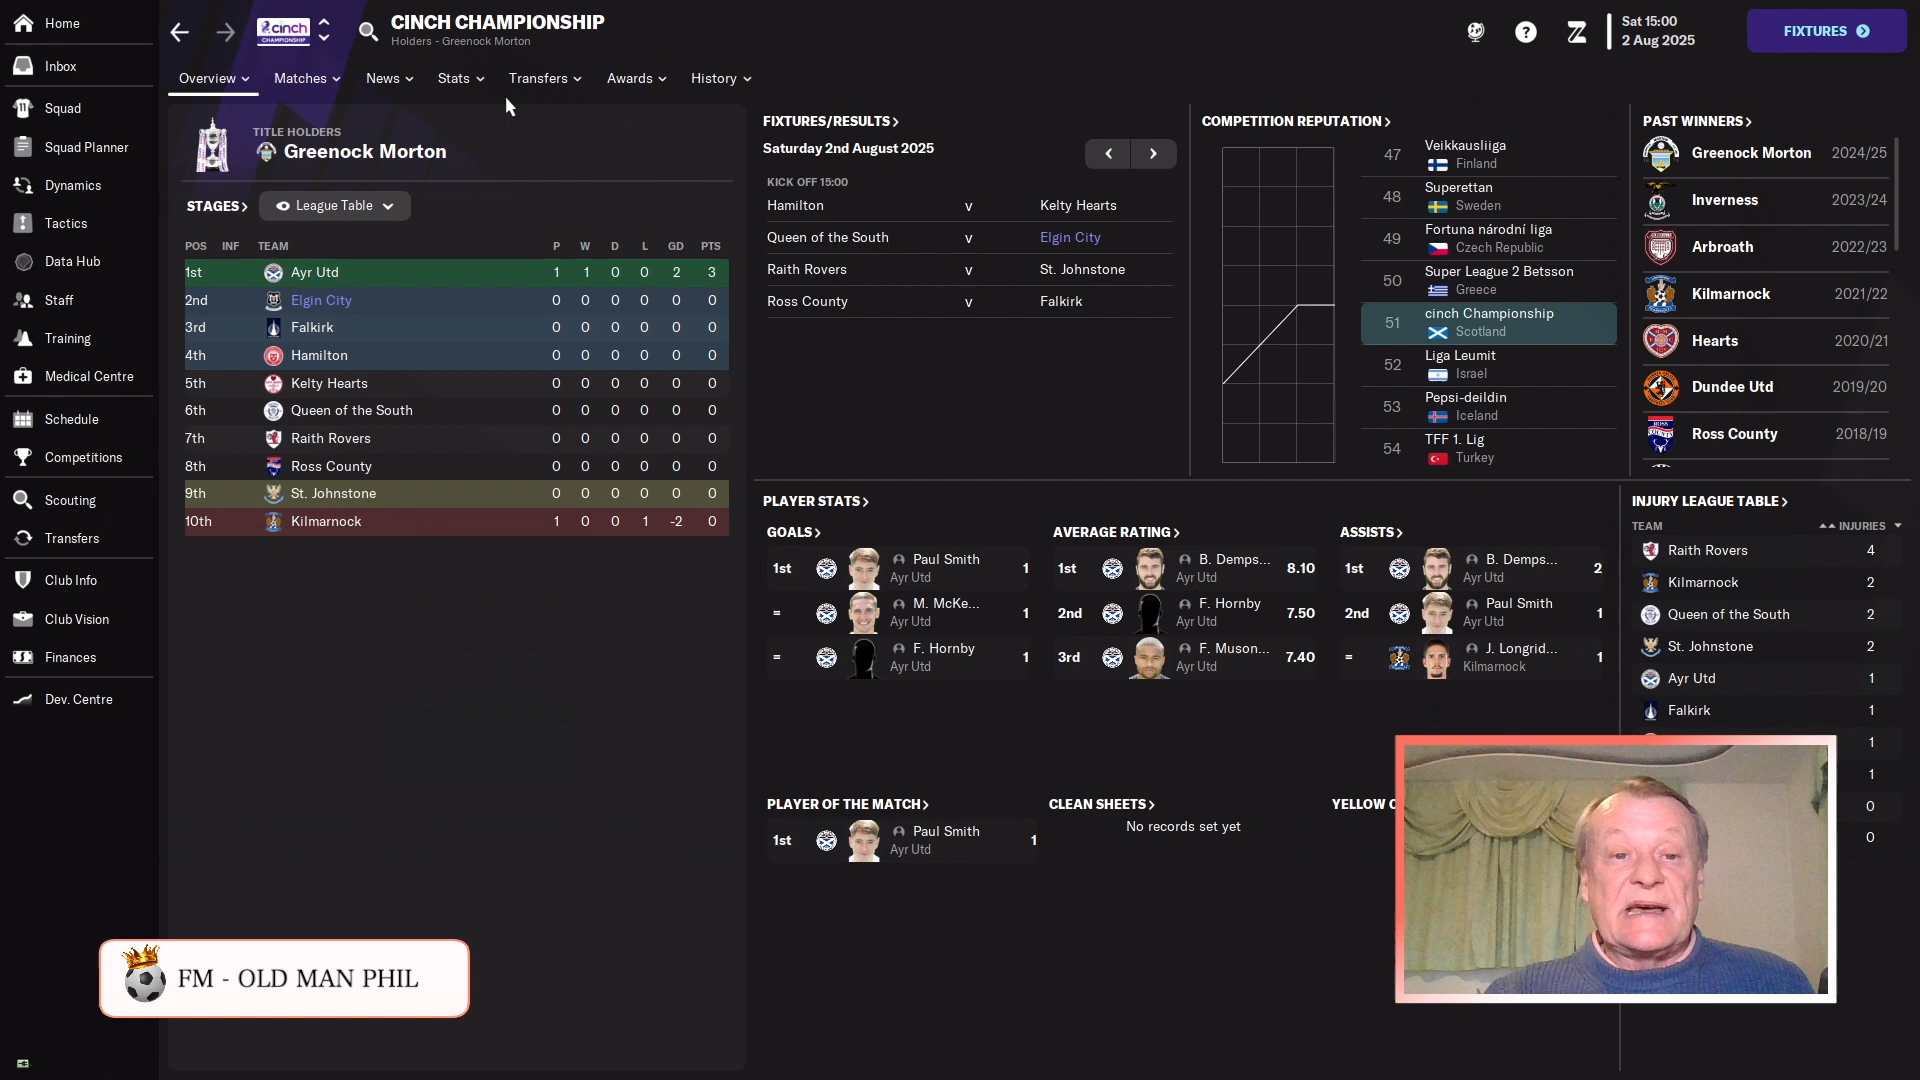 Home
Inbox
Squad
Squad Planner
Dynamics
Tactics
Data Hub
Staff
Training
Medical Centre
Schedule
Competitions
Scouting
Transfers
Club Info
Club Vision
Finances
Dev. Centre
cinch
CHAMPIONSHIP
CINCH CHAMPIONSHIP
Holders - Greenock Morton
Sat 15:00
2 Aug 2025
FIXTURES
Overview Matches News Stats Transfers Awards History
TITLE HOLDERS
Greenock Morton
STAGES> League Table
POS INF TEAM P W D L GD PTS
1st Ayr Utd 1 1 0 0 2 3
2nd Elgin City 0 0 0 0 0 0
3rd Falkirk 0 0 0 0 0 0
4th Hamilton 0 0 0 0 0 0
5th Kelty Hearts 0 0 0 0 0 0
6th Queen of the South 0 0 0 0 0 0
7th Raith Rovers 0 0 0 0 0 0
8th Ross County 0 0 0 0 0 0
9th St. Johnstone 0 0 0 0 0 0
10th Kilmarnock 1 0 0 1 -2 0
FIXTURES/RESULTS>
Saturday 2nd August 2025
KICK OFF 15:00
Hamilton v Kelty Hearts
Queen of the South v Elgin City
Raith Rovers v St. Johnstone
Ross County v Falkirk
COMPETITION REPUTATION>
47 Veikkausliiga
Finland
48 Superettan
Sweden
49 Fortuna národní liga
Czech Republic
50 Super League 2 Betsson
Greece
51 cinch Championship
Scotland
52 Liga Leumit
Israel
53 Pepsi-deildin
Iceland
54 TFF 1. Lig
Turkey
PAST WINNERS>
Greenock Morton 2024/25
Inverness 2023/24
Arbroath 2022/23
Kilmarnock 2021/22
Hearts 2020/21
Dundee Utd 2019/20
Ross County 2018/19
PLAYER STATS>
GOALS>
1st Paul Smith 1
Ayr Utd
= M. McKe... 1
Ayr Utd
= F. Hornby 1
Ayr Utd
AVERAGE RATING>
1st B. Demps... 8.10
Ayr Utd
2nd F. Hornby 7.50
Ayr Utd
3rd F. Muson... 7.40
Ayr Utd
ASSISTS>
1st B. Demps... 2
Ayr Utd
2nd Paul Smith 1
Ayr Utd
= J. Longrid... 1
Kilmarnock
PLAYER OF THE MATCH>
1st Paul Smith 1
Ayr Utd
CLEAN SHEETS>
No records set yet
YELLOW C
INJURY LEAGUE TABLE>
TEAM INJURIES
Raith Rovers 4
Kilmarnock 2
Queen of the South 2
St. Johnstone 2
Ayr Utd 1
Falkirk 1
1
1
0
0
FM - OLD MAN PHIL